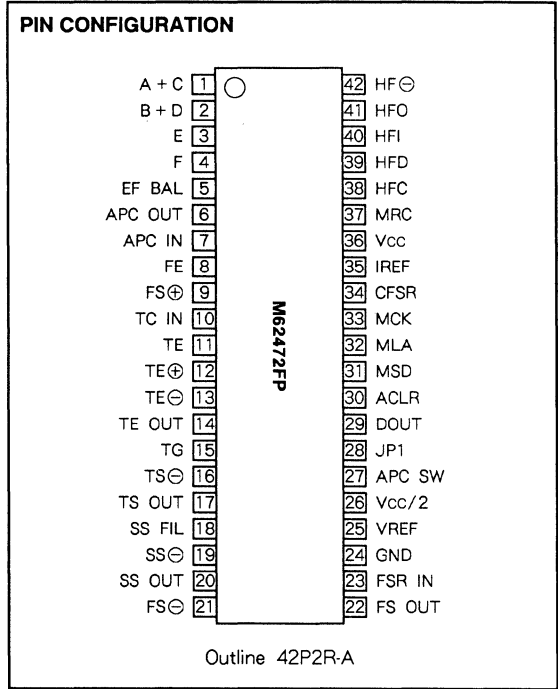 PIN CONFIGURATION
A + C 1
B + D 2
E 3
F 4
EF BAL 5
APC OUT 6
APC IN 7
FE 8
FS⊕ 9
TC IN 10
TE 11
TE⊕ 12
TE⊖ 13
TE OUT 14
TG 15
TS⊖ 16
TS OUT 17
SS FIL 18
SS⊖ 19
SS OUT 20
FS⊖ 21
M62472FP
42 HF⊖
41 HFO
40 HFI
39 HFD
38 HFC
37 MRC
36 Vcc
35 IREF
34 CFSR
33 MCK
32 MLA
31 MSD
30 ACLR
29 DOUT
28 JP1
27 APC SW
26 Vcc/2
25 VREF
24 GND
23 FSR IN
22 FS OUT
Outline 42P2R-A